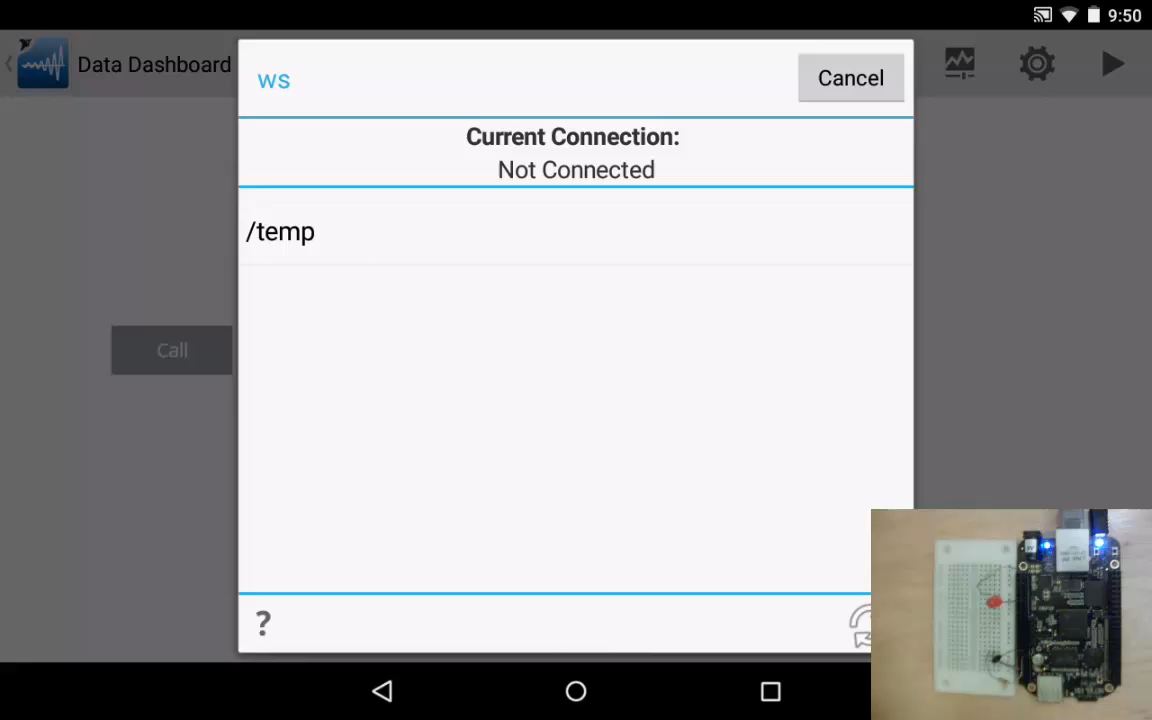 9:50
Data Dashboard
ws
Cancel
Current Connection:
Not Connected
/temp
Call
?